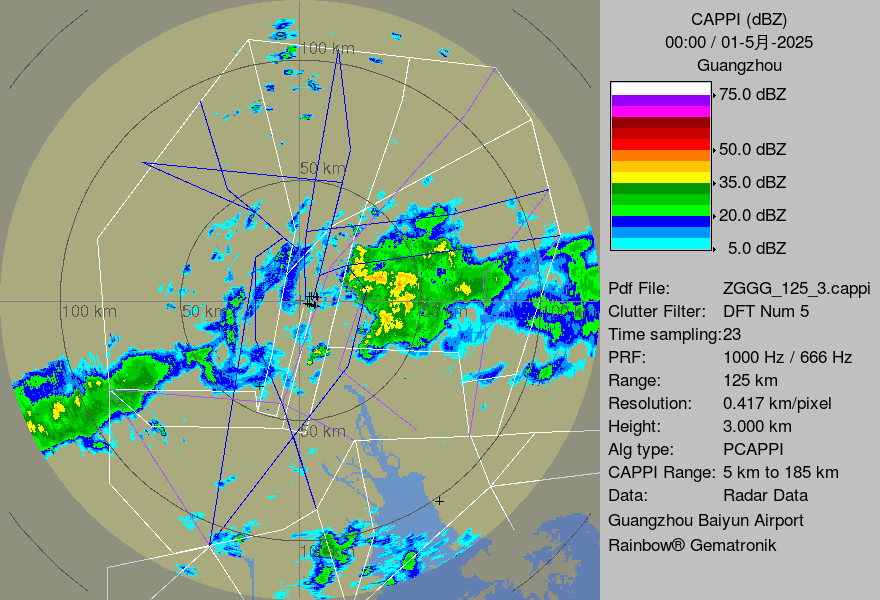 CAPPI (dBZ)
00:00 / 01-5月-2025
Guangzhou
75.0 dBZ
50.0 dBZ
35.0 dBZ
20.0 dBZ
5.0 dBZ
Pdf File: ZGGG_125_3.cappi
Clutter Filter: DFT Num 5
Time sampling:23
PRF: 1000 Hz / 666 Hz
Range: 125 km
Resolution: 0.417 km/pixel
Height: 3.000 km
Alg type: PCAPPI
CAPPI Range: 5 km to 185 km
Data: Radar Data
Guangzhou Baiyun Airport
Rainbow® Gematronik
100 km
50 km
100 km
50 km
50 km
100 km